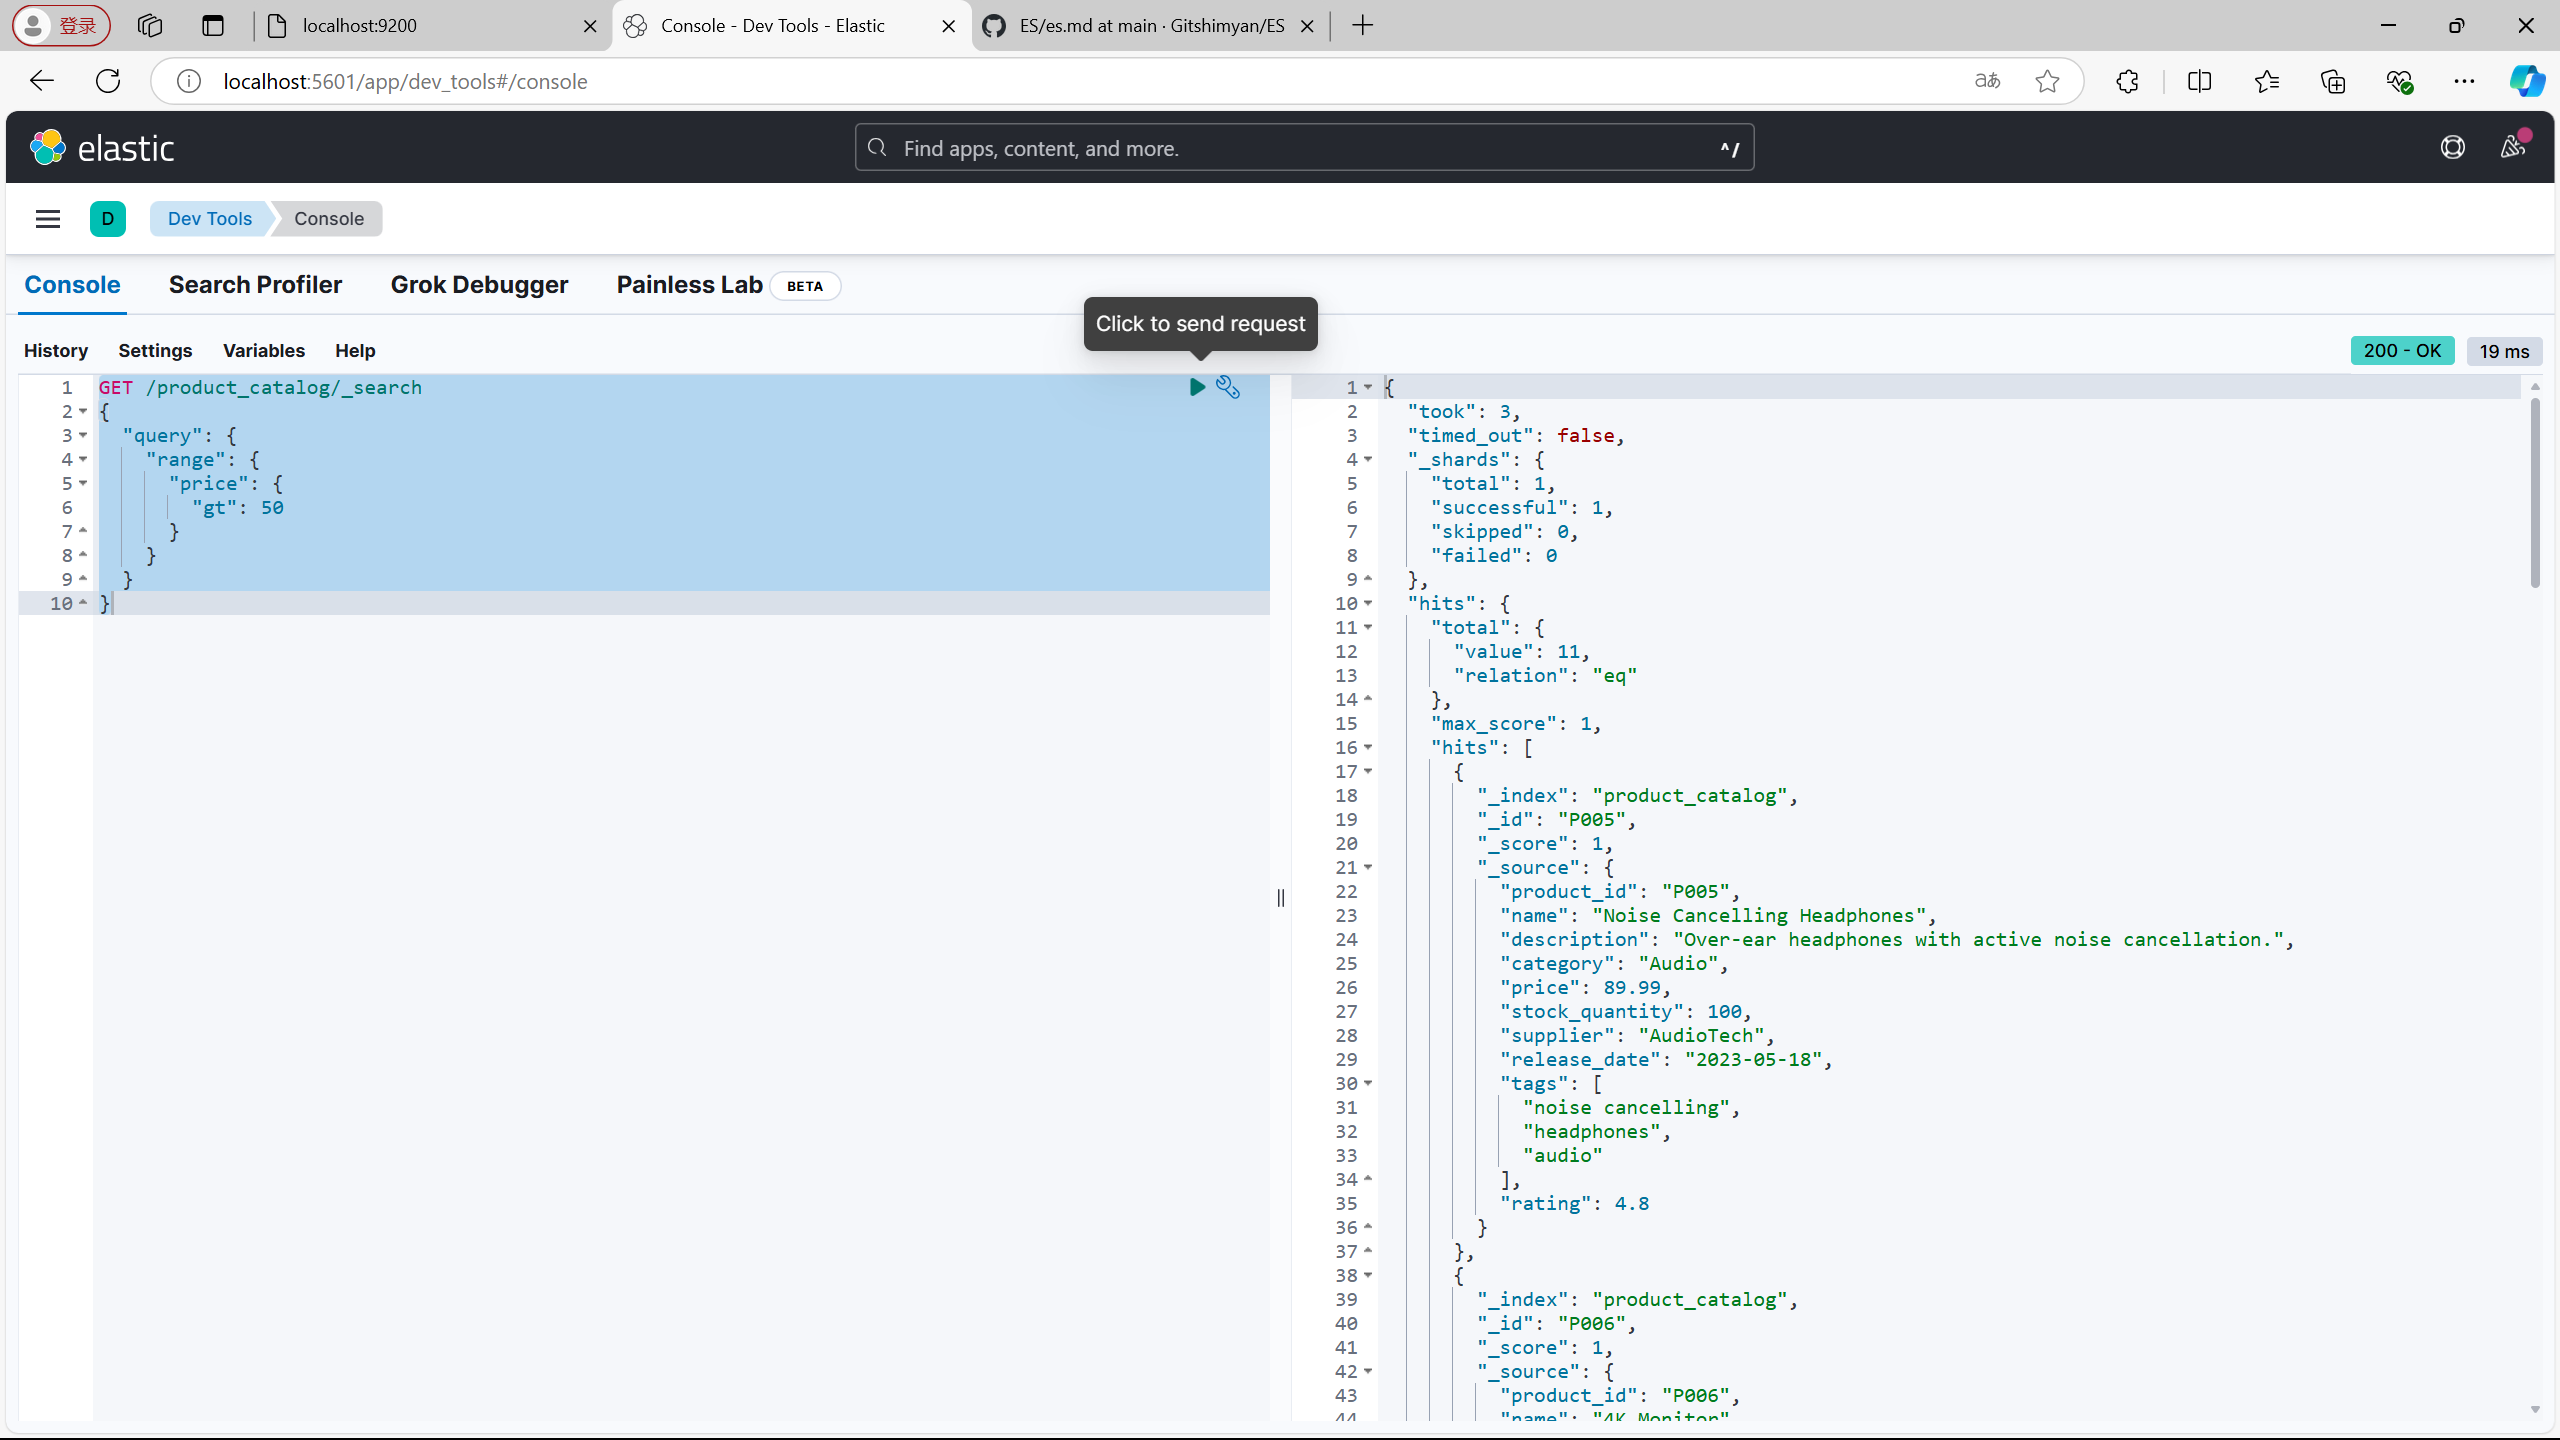 登录
localhost:9200
Console - Dev Tools - Elastic
ES/es.md at main · Gitshimyan/ES
localhost:5601/app/dev_tools#/console
aあ
elastic
Find apps, content, and more.
^/
D
Dev Tools
Console
Console
Search Profiler
Grok Debugger
Painless Lab
BETA
Click to send request
History
Settings
Variables
Help
200 - OK
19 ms
1 GET /product_catalog/_search
2 {
3 "query": {
4 "range": {
5 "price": {
6 "gt": 50
7 }
8 }
9 }
10 }
1 {
2 "took": 3,
3 "timed_out": false,
4 "_shards": {
5 "total": 1,
6 "successful": 1,
7 "skipped": 0,
8 "failed": 0
9 },
10 "hits": {
11 "total": {
12 "value": 11,
13 "relation": "eq"
14 },
15 "max_score": 1,
16 "hits": [
17 {
18 "_index": "product_catalog",
19 "_id": "P005",
20 "_score": 1,
21 "_source": {
22 "product_id": "P005",
23 "name": "Noise Cancelling Headphones",
24 "description": "Over-ear headphones with active noise cancellation.",
25 "category": "Audio",
26 "price": 89.99,
27 "stock_quantity": 100,
28 "supplier": "AudioTech",
29 "release_date": "2023-05-18",
30 "tags": [
31 "noise cancelling",
32 "headphones",
33 "audio"
34 ],
35 "rating": 4.8
36 }
37 },
38 {
39 "_index": "product_catalog",
40 "_id": "P006",
41 "_score": 1,
42 "_source": {
43 "product_id": "P006",
44 "name": "4K Monitor"